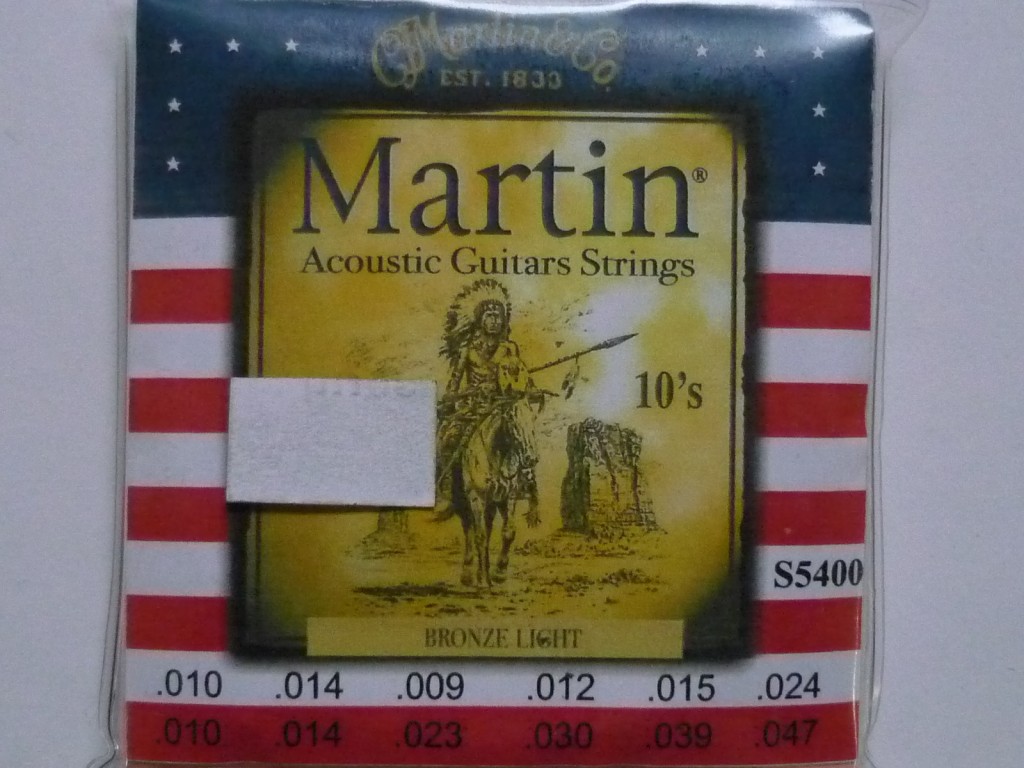 Martin & Co.
EST. 1833
Martin®
Acoustic Guitars Strings
10's
S5400
BRONZE LIGHT
.010 .014 .009 .012 .015 .024
.010 .014 .023 .030 .039 .047